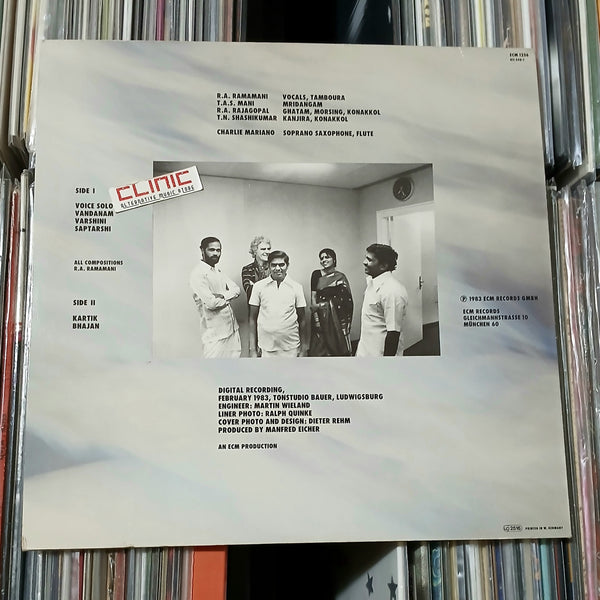 ECM 1256
R.A. RAMAMANI VOCALS, TAMBOURA
T.A.S. MANI MRIDANGAM
R.A. RAJAGOPAL GHATAM, MORSING, KONAKKOL
T.N. SHASHIKUMAR KANJIRA, KONAKKOL
CHARLIE MARIANO SOPRANO SAXOPHONE, FLUTE
CLINIC
ALTERNATIVE MUSIC STORE
SIDE I
VOICE SOLO
VANDANAM
VARSHINI
SAPTARSHI
ALL COMPOSITIONS
R.A. RAMAMANI
SIDE II
KARTIK
BHAJAN
Ⓟ 1983 ECM RECORDS GMBH
ECM RECORDS
GLEICHMANNSTRASSE 10
MÜNCHEN 60
DIGITAL RECORDING,
FEBRUARY 1983, TONSTUDIO BAUER, LUDWIGSBURG
ENGINEER: MARTIN WIELAND
LINER PHOTO: RALPH QUINKE
COVER PHOTO AND DESIGN: DIETER REHM
PRODUCED BY MANFRED EICHER
AN ECM PRODUCTION
PRINTED IN W. GERMANY